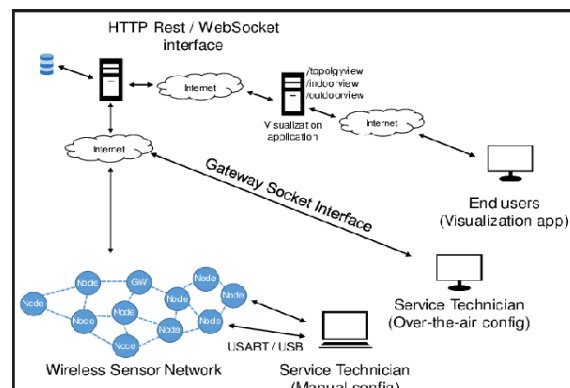 HTTP Rest / WebSocket
interface
Internet
/topolgyview
/indoorview
/outdoorview
Visualization
application
Internet
Internet
Gateway Socket Interface
End users
(Visualization app)
Service Technician
(Over-the-air config)
Node
Node
GW
Node
Node
Node
Node
Node
Node
Node
Node
USART / USB
Wireless Sensor Network
Service Technician
(Manual config)